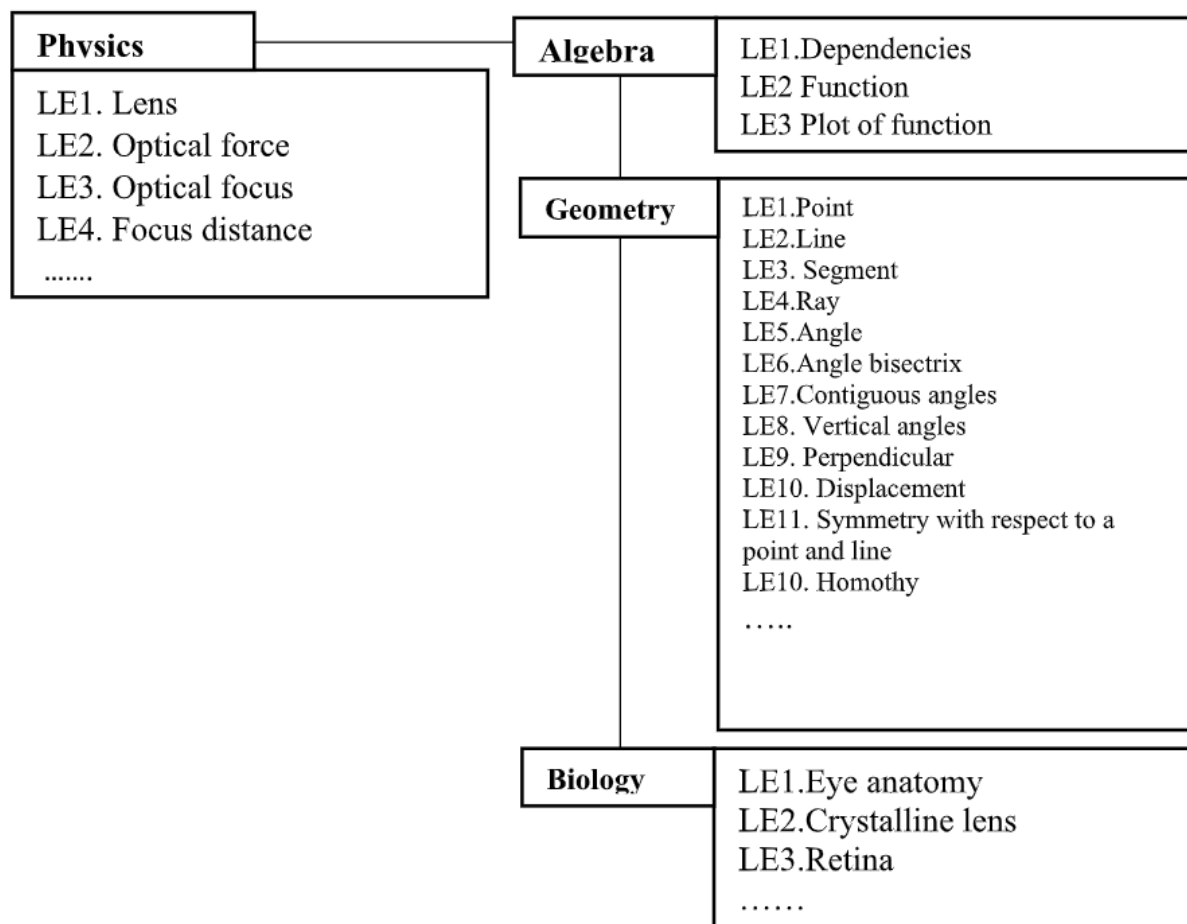 Physics
LE1. Lens
LE2. Optical force
LE3. Optical focus
LE4. Focus distance
.......
Algebra
LE1.Dependencies
LE2 Function
LE3 Plot of function
Geometry
LE1.Point
LE2.Line
LE3. Segment
LE4.Ray
LE5.Angle
LE6.Angle bisectrix
LE7.Contiguous angles
LE8. Vertical angles
LE9. Perpendicular
LE10. Displacement
LE11. Symmetry with respect to a
point and line
LE10. Homothy
…..
Biology
LE1.Eye anatomy
LE2.Crystalline lens
LE3.Retina
……